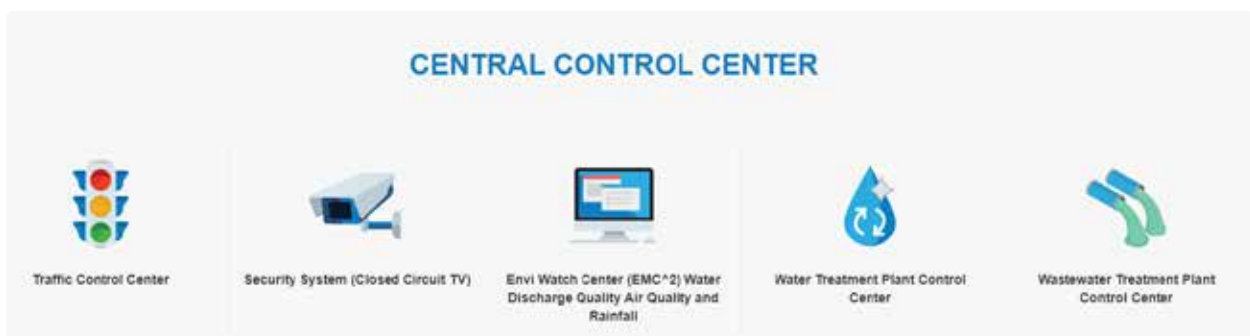 CENTRAL CONTROL CENTER
Traffic Control Center
Security System (Closed Circuit TV)
Envi Watch Center (EMC^2) Water
Discharge Quality Air Quality and
Rainfall
Water Treatment Plant Control
Center
Wastewater Treatment Plant
Control Center